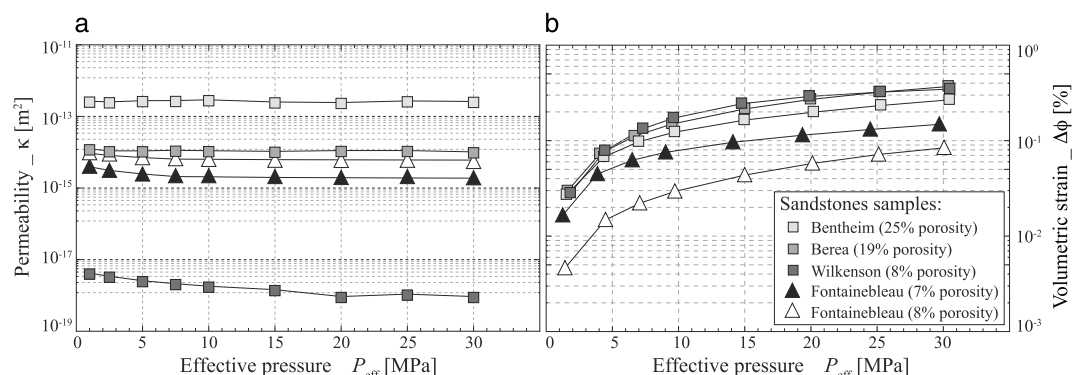 a
b
Permeability _ κ [m²]
10⁻¹¹
10⁻¹³
10⁻¹⁵
10⁻¹⁷
10⁻¹⁹
0 5 10 15 20 25 30
Effective pressure _ P_eff [MPa]
0 5 10 15 20 25 30
Effective pressure _ P_eff [MPa]
10⁰
10⁻¹
10⁻²
10⁻³
Volumetric strain _ Δϕ [%]
Sandstones samples:
Bentheim (25% porosity)
Berea (19% porosity)
Wilkenson (8% porosity)
Fontainebleau (7% porosity)
Fontainebleau (8% porosity)